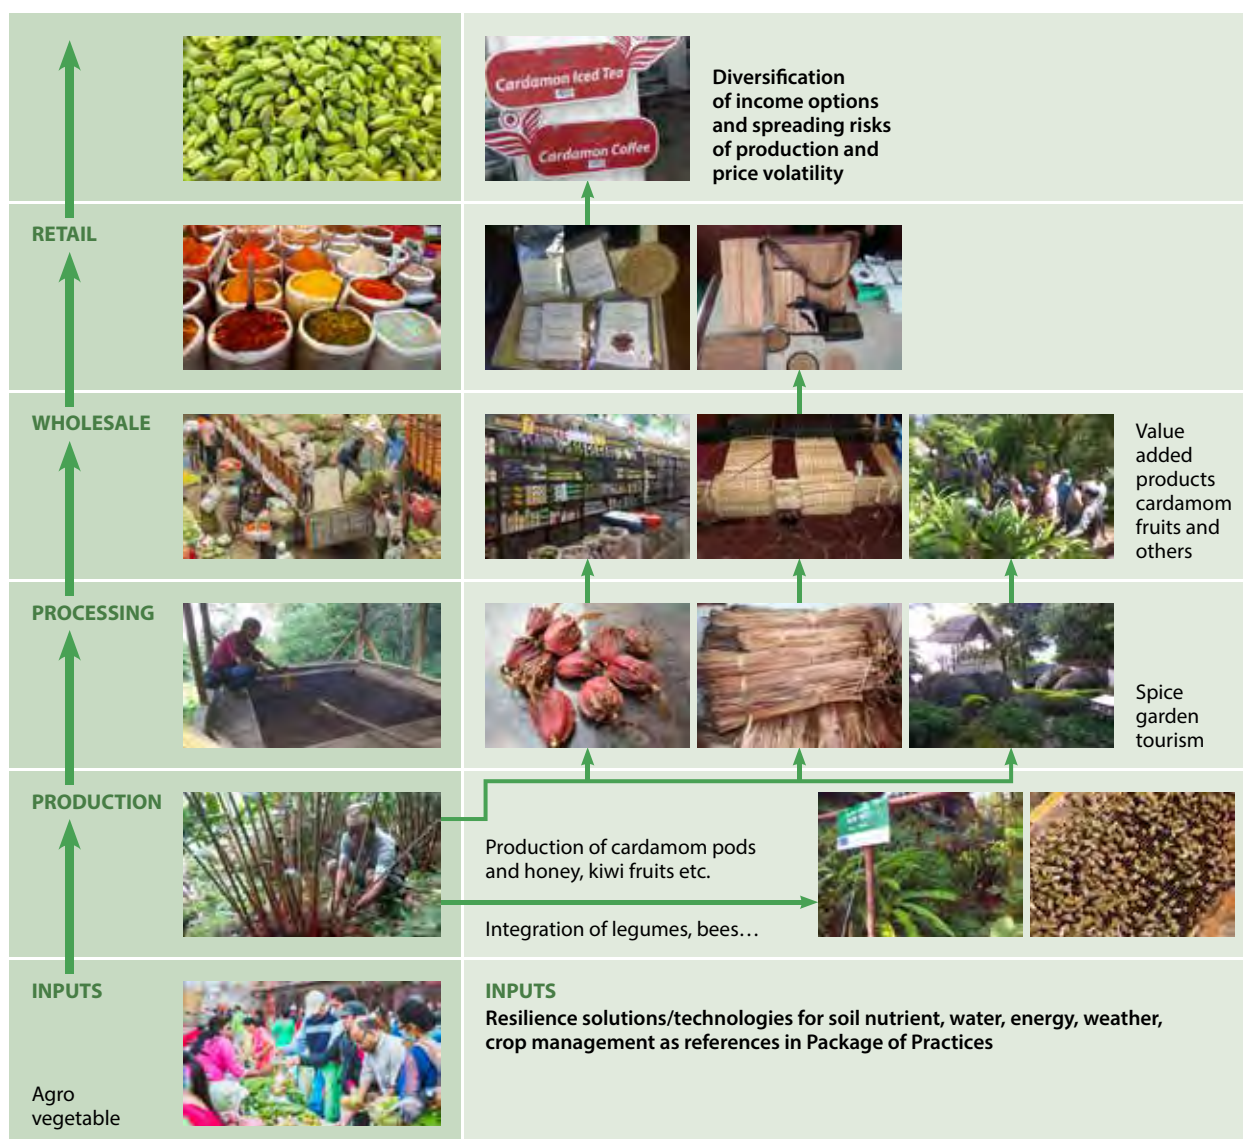 Cardamon Iced Tea
Cardamon Coffee
Diversification
of income options
and spreading risks
of production and
price volatility
RETAIL
WHOLESALE
Value
added
products
cardamom
fruits and
others
PROCESSING
Spice
garden
tourism
PRODUCTION
Production of cardamom pods
and honey, kiwi fruits etc.
Integration of legumes, bees…
INPUTS
Agro
vegetable
INPUTS
Resilience solutions/technologies for soil nutrient, water, energy, weather,
crop management as references in Package of Practices